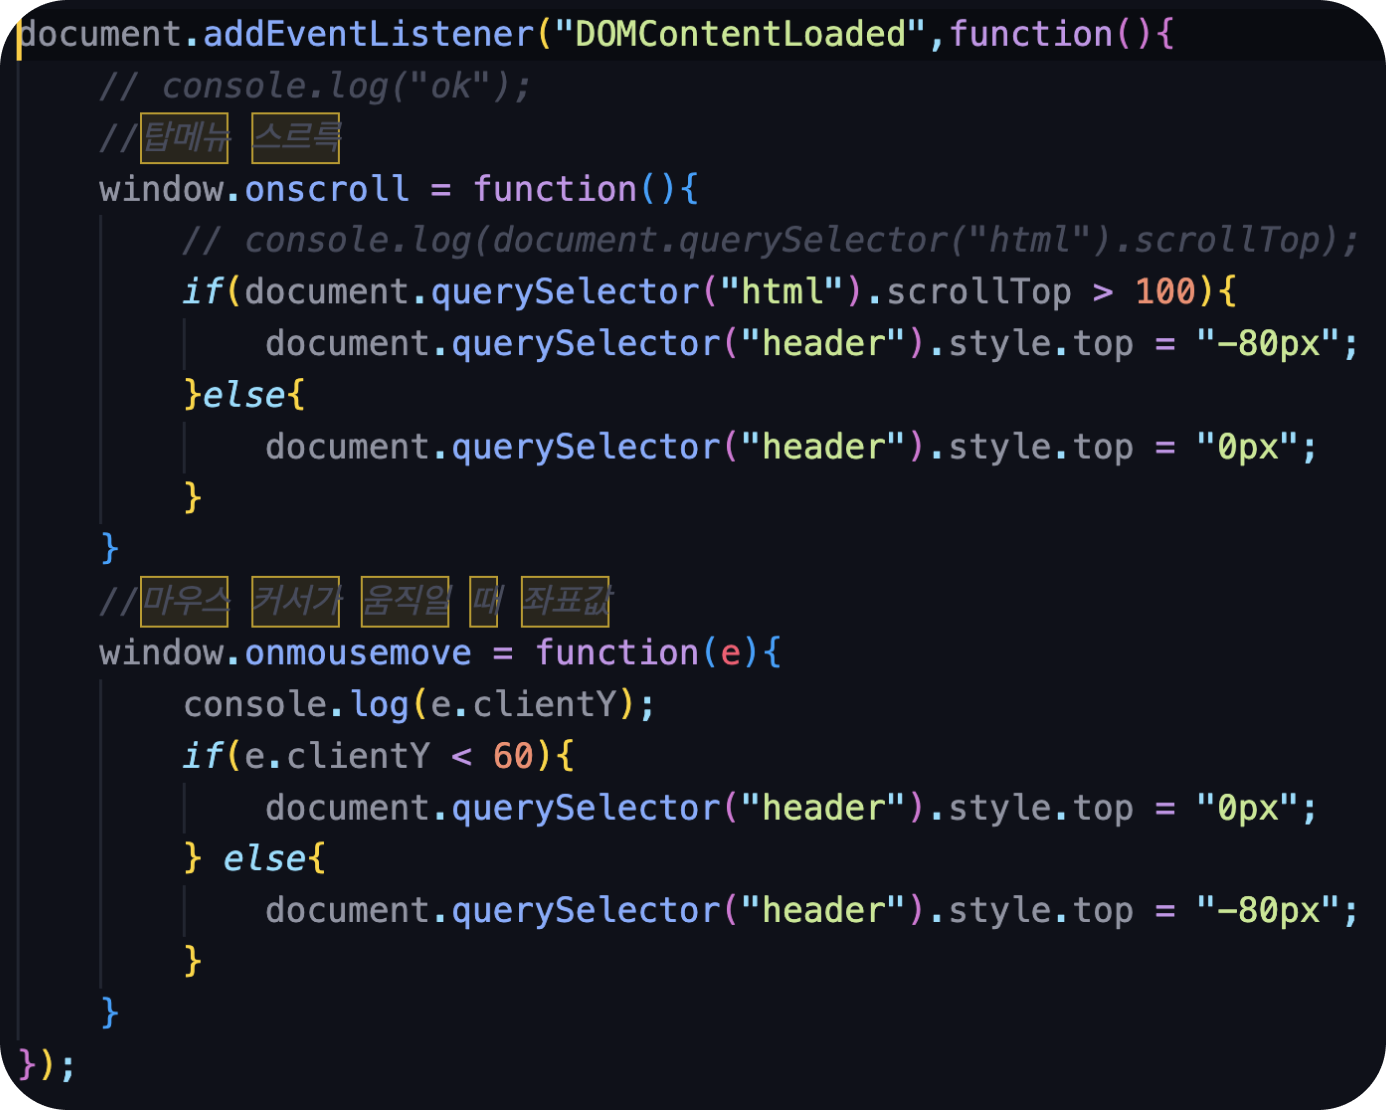 document.addEventListener("DOMContentLoaded",function(){
    // console.log("ok");
    //탑메뉴 스르륵
    window.onscroll = function(){
        // console.log(document.querySelector("html").scrollTop);
        if(document.querySelector("html").scrollTop > 100){
            document.querySelector("header").style.top = "-80px";
        }else{
            document.querySelector("header").style.top = "0px";
        }
    }
    //마우스 커서가 움직일 때 좌표값
    window.onmousemove = function(e){
        console.log(e.clientY);
        if(e.clientY < 60){
            document.querySelector("header").style.top = "0px";
        } else{
            document.querySelector("header").style.top = "-80px";
        }
    }
});